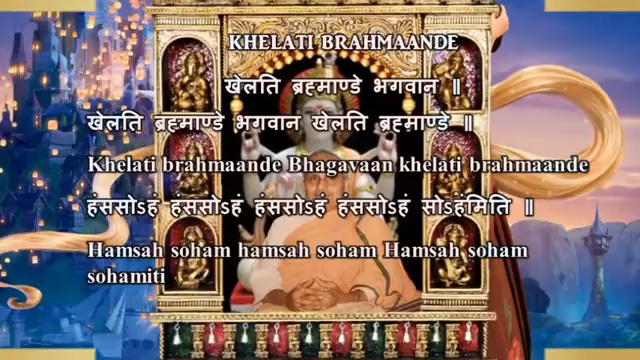 KHELATI BRAHMAANDE
खेलति ब्रह्माण्डे भगवान ॥
खेलति ब्रह्माण्डे भगवान खेलति ब्रह्माण्डे ॥
Khelati brahmaande Bhagavaan khelati brahmaande
हंससोऽहं हंससोऽहं हंससोऽहं हंससोऽहं सोऽहंमिति ॥
Hamsah soham hamsah soham Hamsah soham
sohamiti